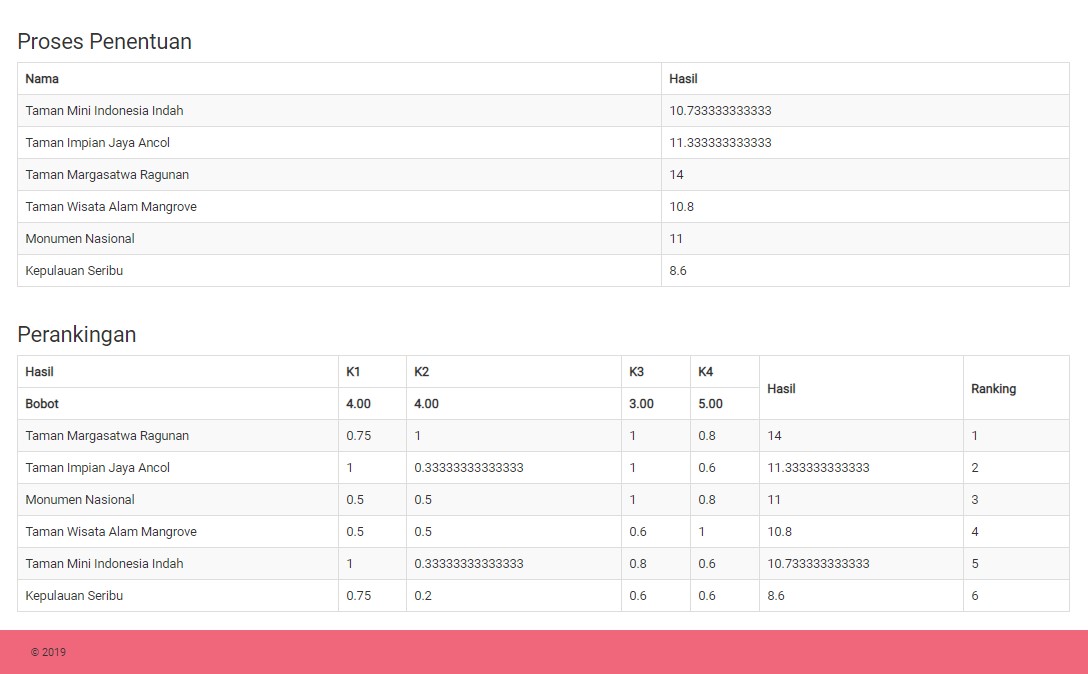 Proses Penentuan
Nama Hasil
Taman Mini Indonesia Indah 10.733333333333
Taman Impian Jaya Ancol 11.333333333333
Taman Margasatwa Ragunan 14
Taman Wisata Alam Mangrove 10.8
Monumen Nasional 11
Kepulauan Seribu 8.6
Perankingan
Hasil K1 K2 K3 K4 Hasil Ranking
Bobot 4.00 4.00 3.00 5.00
Taman Margasatwa Ragunan 0.75 1 1 0.8 14 1
Taman Impian Jaya Ancol 1 0.33333333333333 1 0.6 11.333333333333 2
Monumen Nasional 0.5 0.5 1 0.8 11 3
Taman Wisata Alam Mangrove 0.5 0.5 0.6 1 10.8 4
Taman Mini Indonesia Indah 1 0.33333333333333 0.8 0.6 10.733333333333 5
Kepulauan Seribu 0.75 0.2 0.6 0.6 8.6 6
© 2019